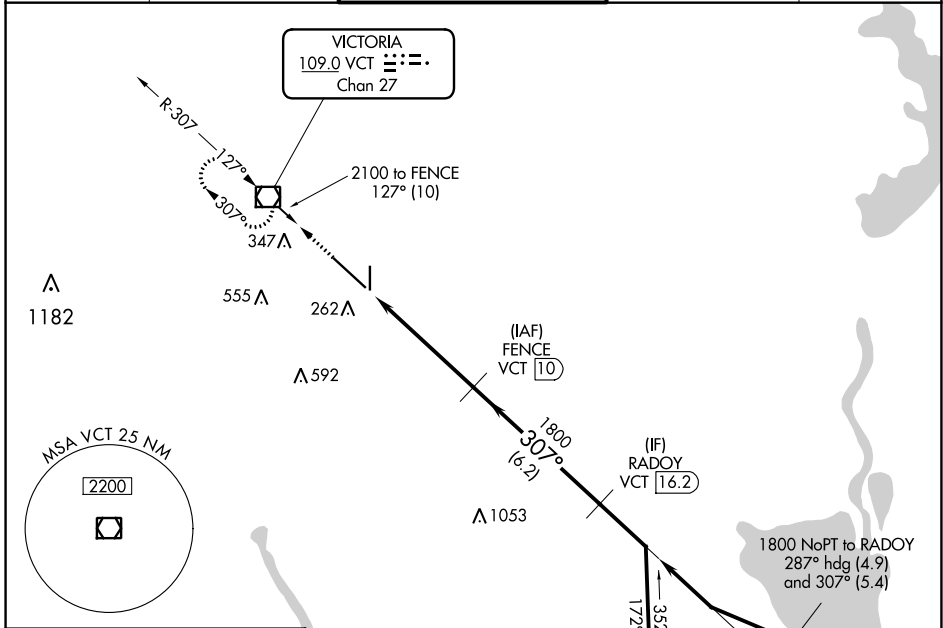 VICTORIA
109.0 VCT
Chan 27
R-307
127°
307°
2100 to FENCE
127° (10)
347
555
262
1182
592
(IAF)
FENCE
VCT 10
1800
307°
(6.2)
(IF)
RADOY
VCT 16.2
MSA VCT 25 NM
2200
1053
1800 NoPT to RADOY
287° hdg (4.9)
and 307° (5.4)
172°